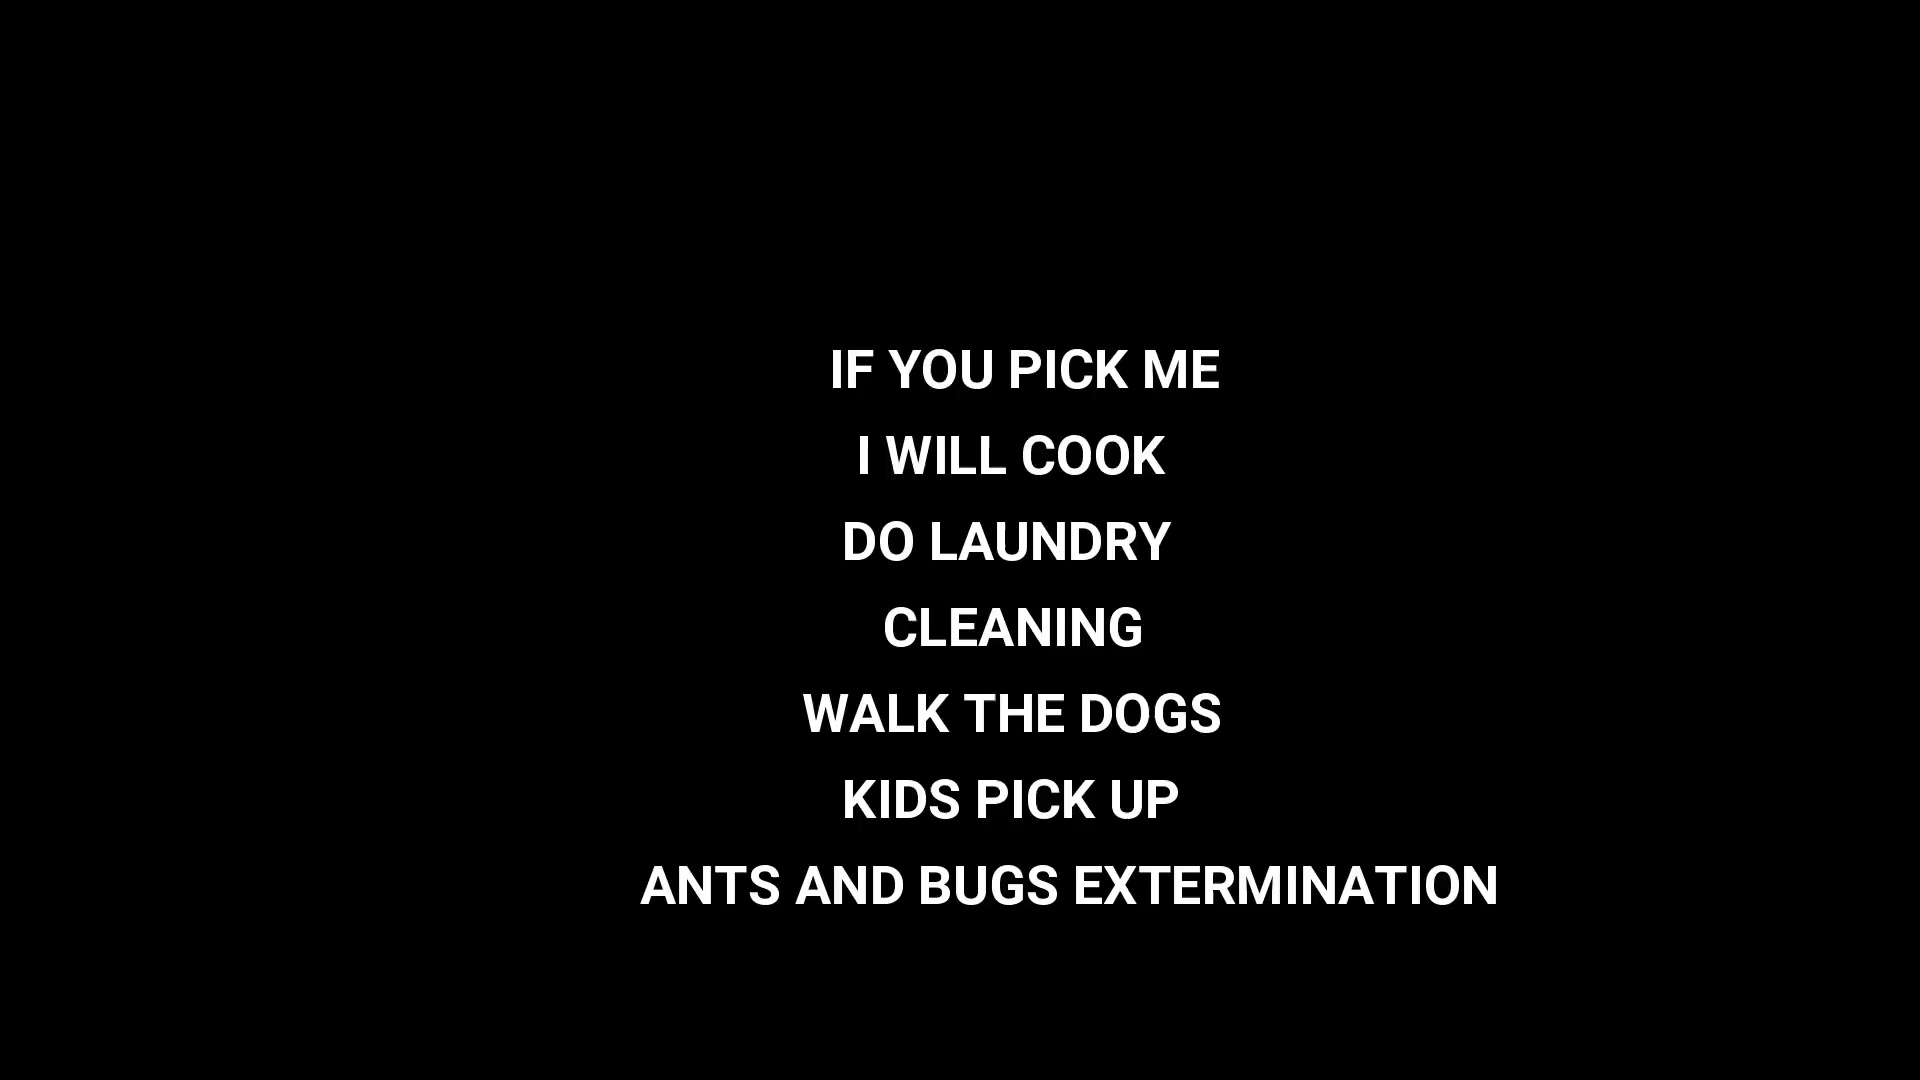 IF YOU PICK ME
I WILL COOK
DO LAUNDRY
CLEANING
WALK THE DOGS
KIDS PICK UP
ANTS AND BUGS EXTERMINATION